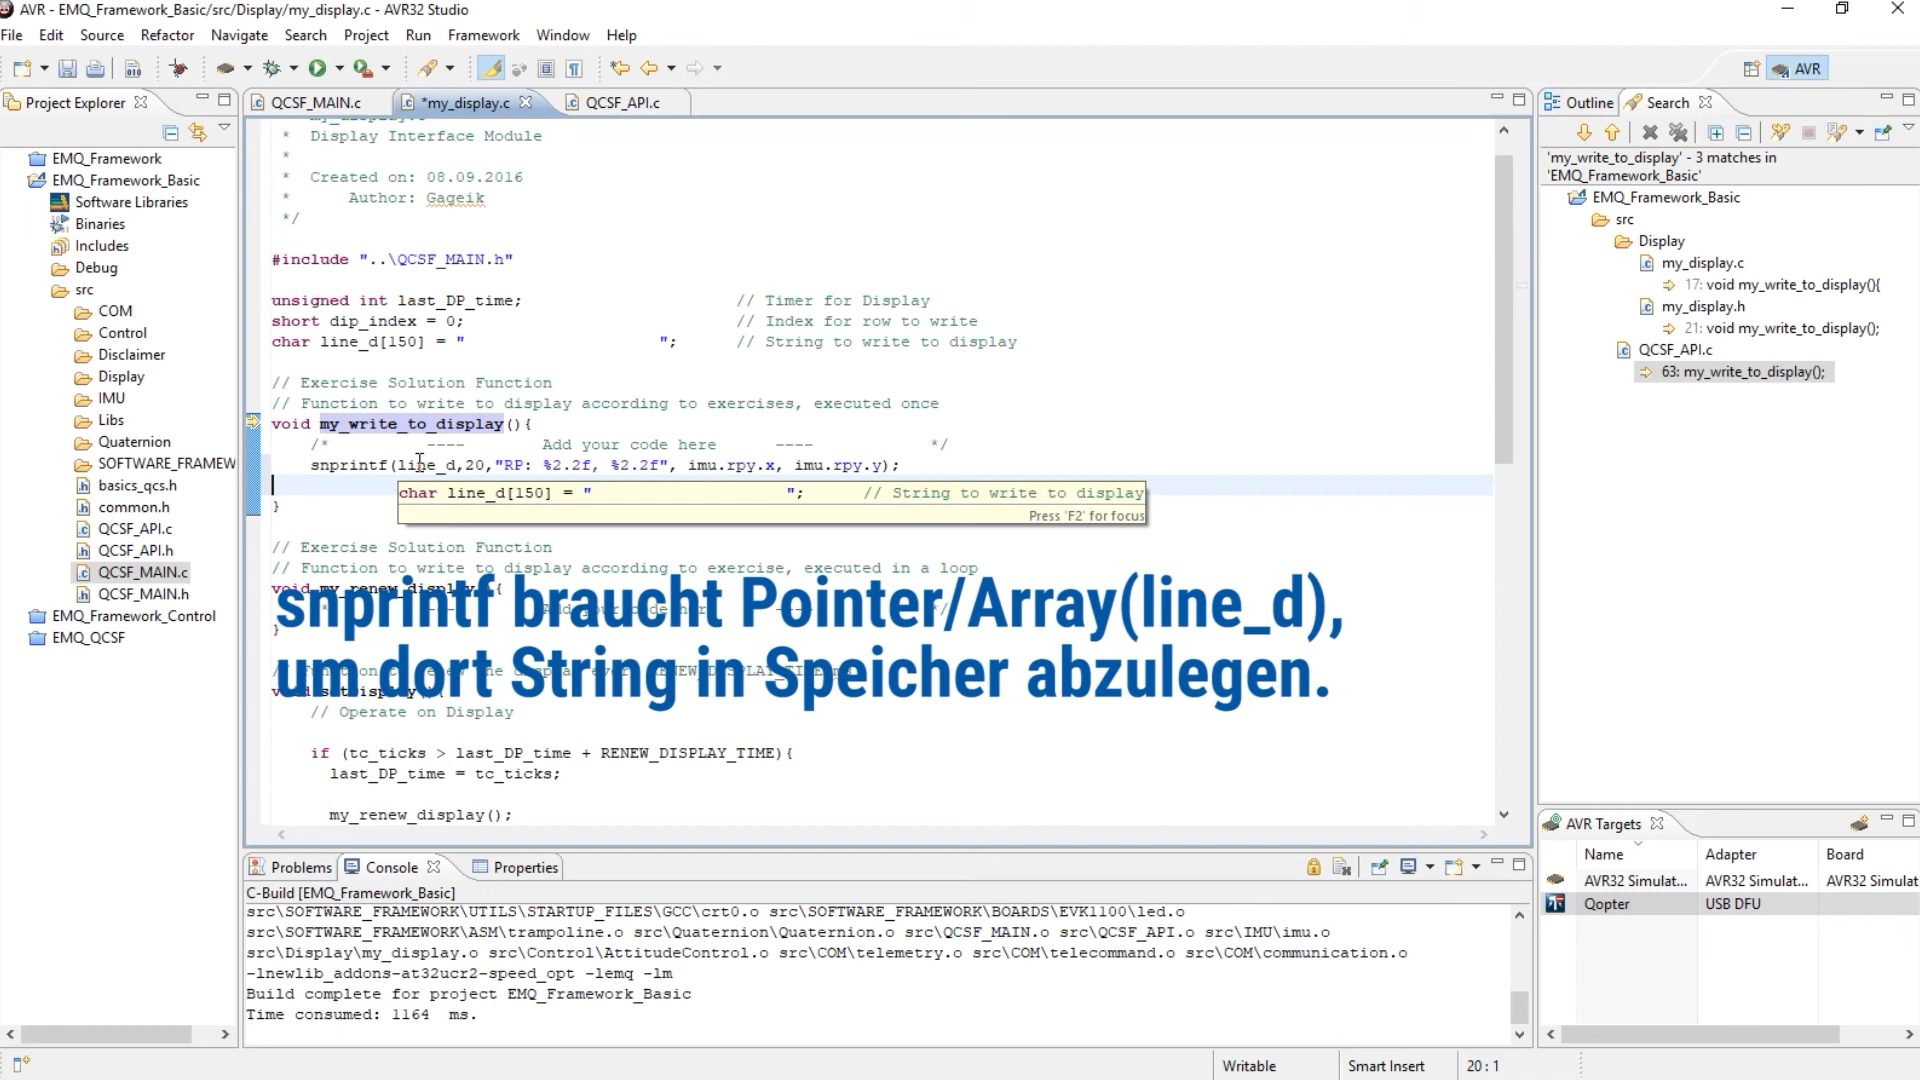 AVR - EMQ_Framework_Basic/src/Display/my_display.c - AVR32 Studio
File Edit Source Refactor Navigate Search Project Run Framework Window Help
AVR
Project Explorer
EMQ_Framework
EMQ_Framework_Basic
Software Libraries
Binaries
Includes
Debug
src
COM
Control
Disclaimer
Display
IMU
Libs
Quaternion
SOFTWARE_FRAMEW
basics_qcs.h
common.h
QCSF_API.c
QCSF_API.h
QCSF_MAIN.c
QCSF_MAIN.h
EMQ_Framework_Control
EMQ_QCSF
QCSF_MAIN.c *my_display.c QCSF_API.c
* Display Interface Module
*
* Created on: 08.09.2016
* Author: Gageik
*/
#include "..\QCSF_MAIN.h"
unsigned int last_DP_time; // Timer for Display
short dip_index = 0; // Index for row to write
char line_d[150] = " "; // String to write to display
// Exercise Solution Function
// Function to write to display according to exercises, executed once
void my_write_to_display(){
/* ---- Add your code here ---- */
snprintf(line_d,20,"RP: %2.2f, %2.2f", imu.rpy.x, imu.rpy.y);
char line_d[150] = " "; // String to write to display
Press 'F2' for focus
}
// Exercise Solution Function
// Function to write to display according to exercise, executed in a loop
void my_renew_display(){
snprintf braucht Pointer/Array(line_d),
um dort String in Speicher abzulegen.
// Operate on Display
if (tc_ticks > last_DP_time + RENEW_DISPLAY_TIME){
last_DP_time = tc_ticks;
my_renew_display();
Problems Console Properties
C-Build [EMQ_Framework_Basic]
src\SOFTWARE_FRAMEWORK\UTILS\STARTUP_FILES\GCC\crt0.o src\SOFTWARE_FRAMEWORK\BOARDS\EVK1100\led.o
src\SOFTWARE_FRAMEWORK\ASM\trampoline.o src\Quaternion\Quaternion.o src\QCSF_MAIN.o src\QCSF_API.o src\IMU\imu.o
src\Display\my_display.o src\Control\AttitudeControl.o src\COM\telemetry.o src\COM\telecommand.o src\COM\communication.o
-lnewlib_addons-at32ucr2-speed_opt -lemq -lm
Build complete for project EMQ_Framework_Basic
Time consumed: 1164 ms.
Outline Search
'my_write_to_display' - 3 matches in
'EMQ_Framework_Basic'
EMQ_Framework_Basic
src
Display
my_display.c
17: void my_write_to_display(){
my_display.h
21: void my_write_to_display();
QCSF_API.c
63: my_write_to_display();
AVR Targets
Name Adapter Board
AVR32 Simulat... AVR32 Simulat... AVR32 Simulat
Qopter USB DFU
Writable Smart Insert 20 : 1